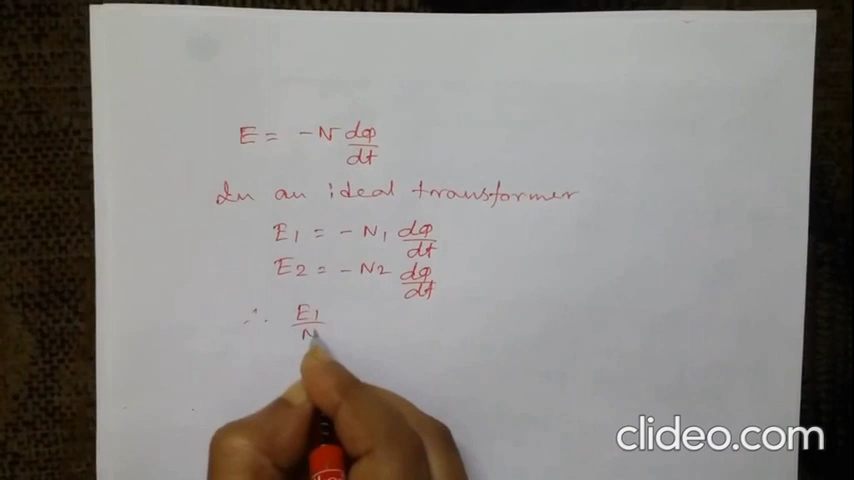 E = -N dφ/dt
In an ideal transformer
E1 = -N1 dφ/dt
E2 = -N2 dφ/dt
∴ E1/N
clideo.com